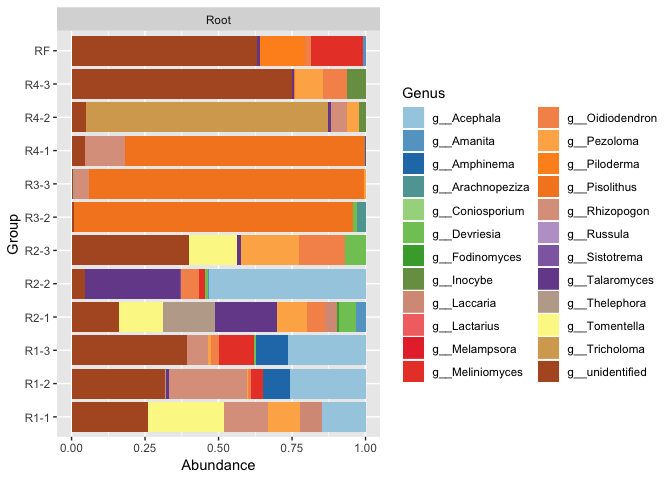 Root
Group
RF
R4-3
R4-2
R4-1
R3-3
R3-2
R2-3
R2-2
R2-1
R1-3
R1-2
R1-1
0.00 0.25 0.50 0.75 1.00
Abundance
Genus
g__Acephala
g__Amanita
g__Amphinema
g__Arachnopeziza
g__Coniosporium
g__Devriesia
g__Fodinomyces
g__Inocybe
g__Laccaria
g__Lactarius
g__Melampsora
g__Meliniomyces
g__Oidiodendron
g__Pezoloma
g__Piloderma
g__Pisolithus
g__Rhizopogon
g__Russula
g__Sistotrema
g__Talaromyces
g__Thelephora
g__Tomentella
g__Tricholoma
g__unidentified